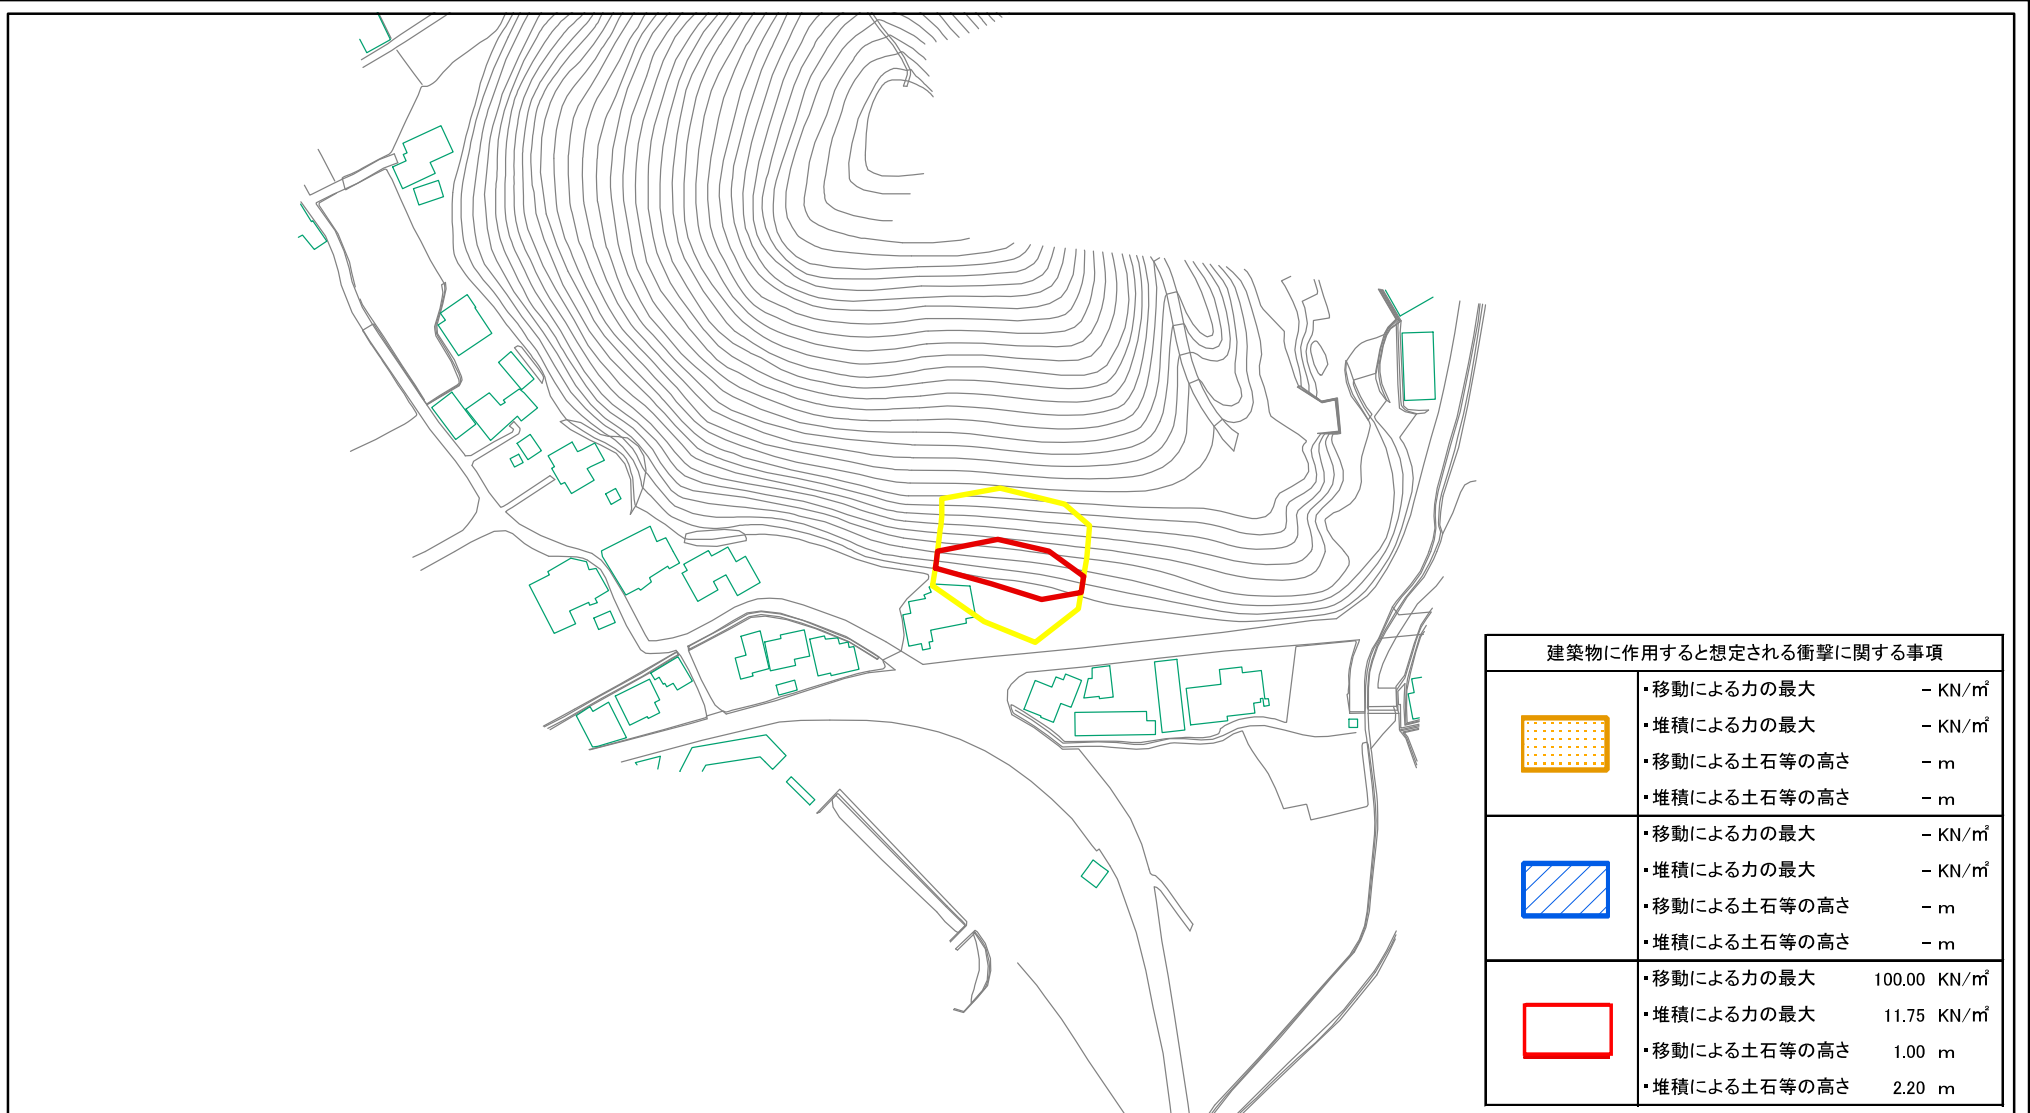 建築物に作用すると想定される衝撃に関する事項
・移動による力の最大 - KN/㎡
・堆積による力の最大 - KN/㎡
・移動による土石等の高さ - m
・堆積による土石等の高さ - m
・移動による力の最大 - KN/㎡
・堆積による力の最大 - KN/㎡
・移動による土石等の高さ - m
・堆積による土石等の高さ - m
・移動による力の最大 100.00 KN/㎡
・堆積による力の最大 11.75 KN/㎡
・移動による土石等の高さ 1.00 m
・堆積による土石等の高さ 2.20 m